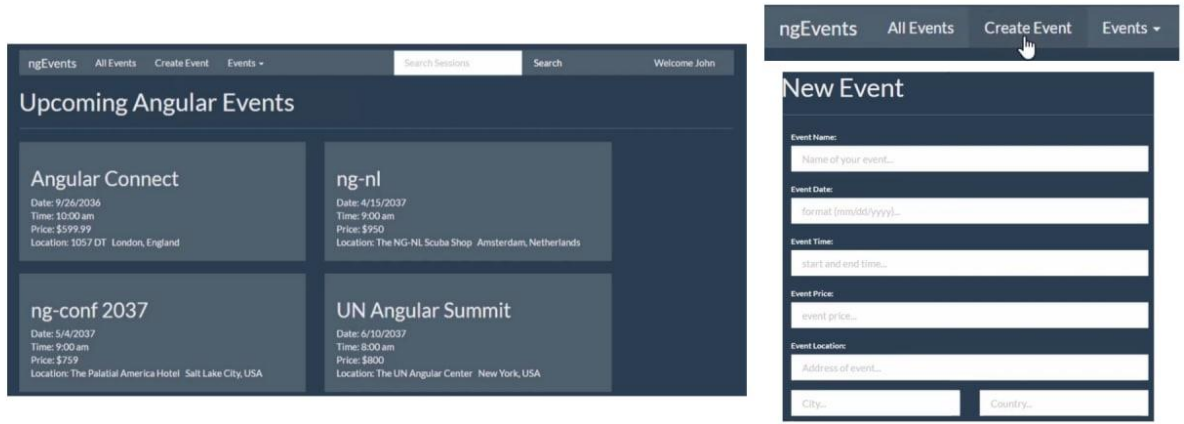 ngEvents All Events Create Event Events
Search Sessions Search Welcome John
Upcoming Angular Events
Angular Connect
Date: 9/26/2036
Time: 10:00 am
Price: $599.99
Location: 1057 DT London, England
ng-nl
Date: 4/15/2037
Time: 9:00 am
Price: $950
Location: The NG-NL Scuba Shop Amsterdam, Netherlands
ng-conf 2037
Date: 5/4/2037
Time: 9:00 am
Price: $759
Location: The Palatial America Hotel Salt Lake City, USA
UN Angular Summit
Date: 6/10/2037
Time: 8:00 am
Price: $800
Location: The UN Angular Center New York, USA
ngEvents All Events Create Event Events
New Event
Event Name:
Name of your event...
Event Date:
format (mm/dd/yyyy)...
Event Time:
start and end time...
Event Price:
event price...
Event Location:
Address of event...
City... Country...